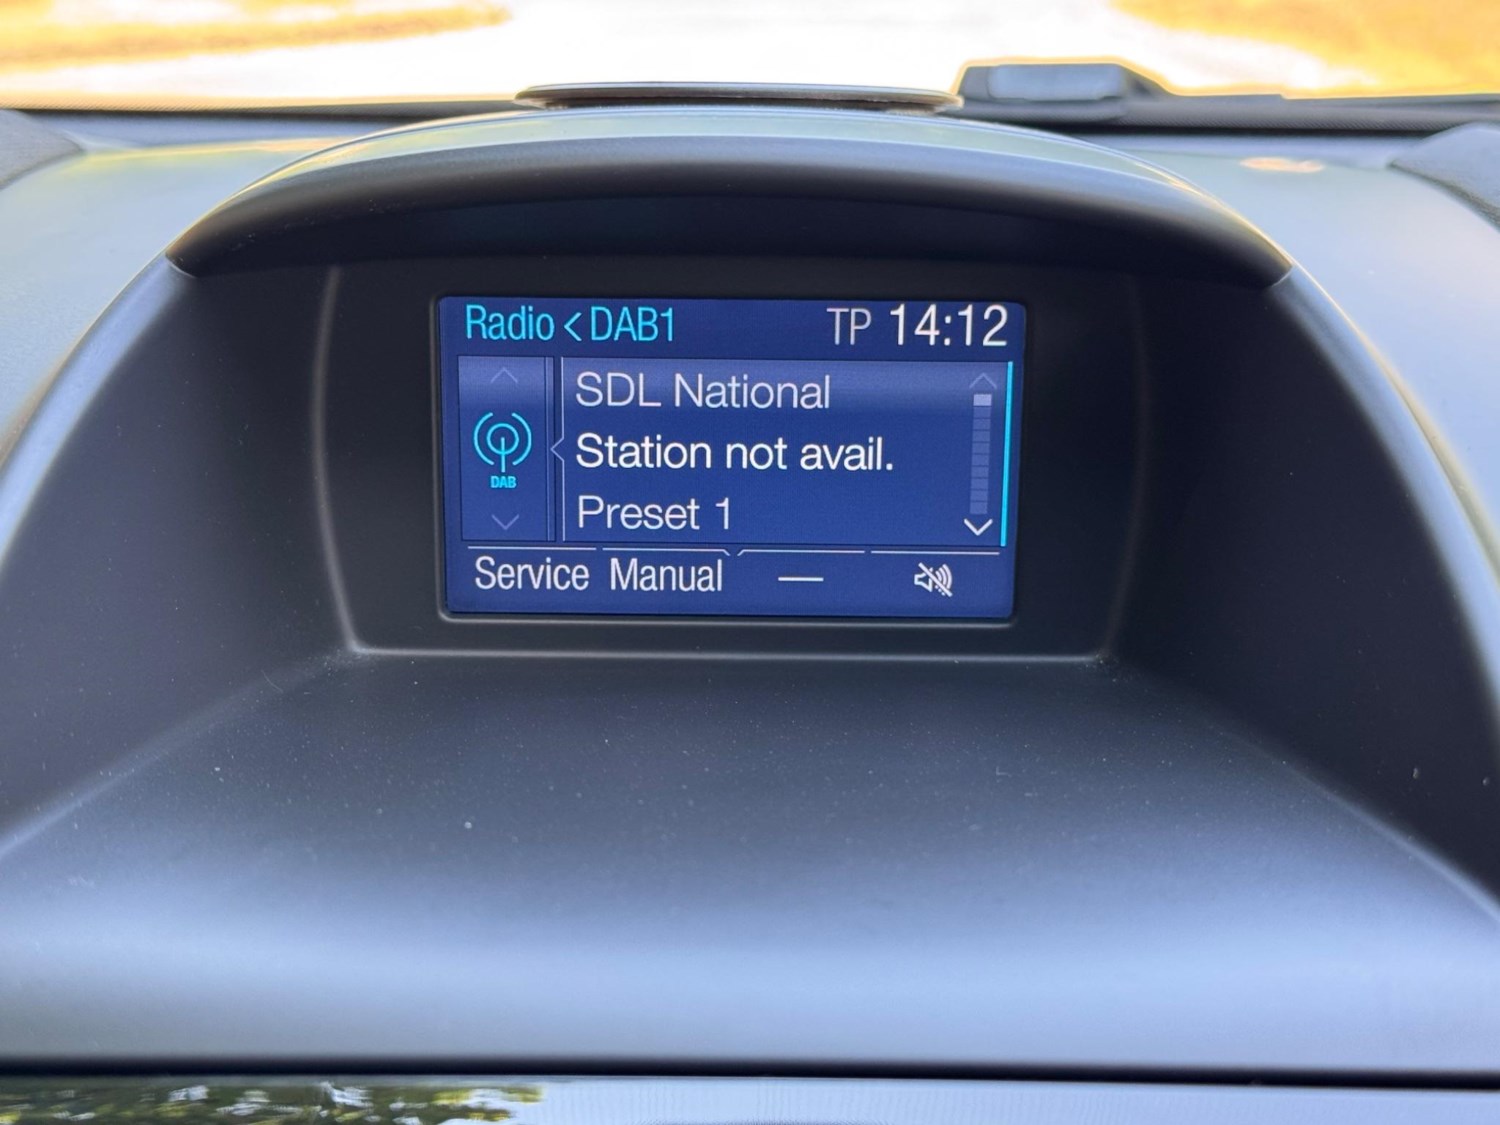 Radio < DAB1 TP 14:12
SDL National
Station not avail.
DAB
Preset 1
Service Manual —